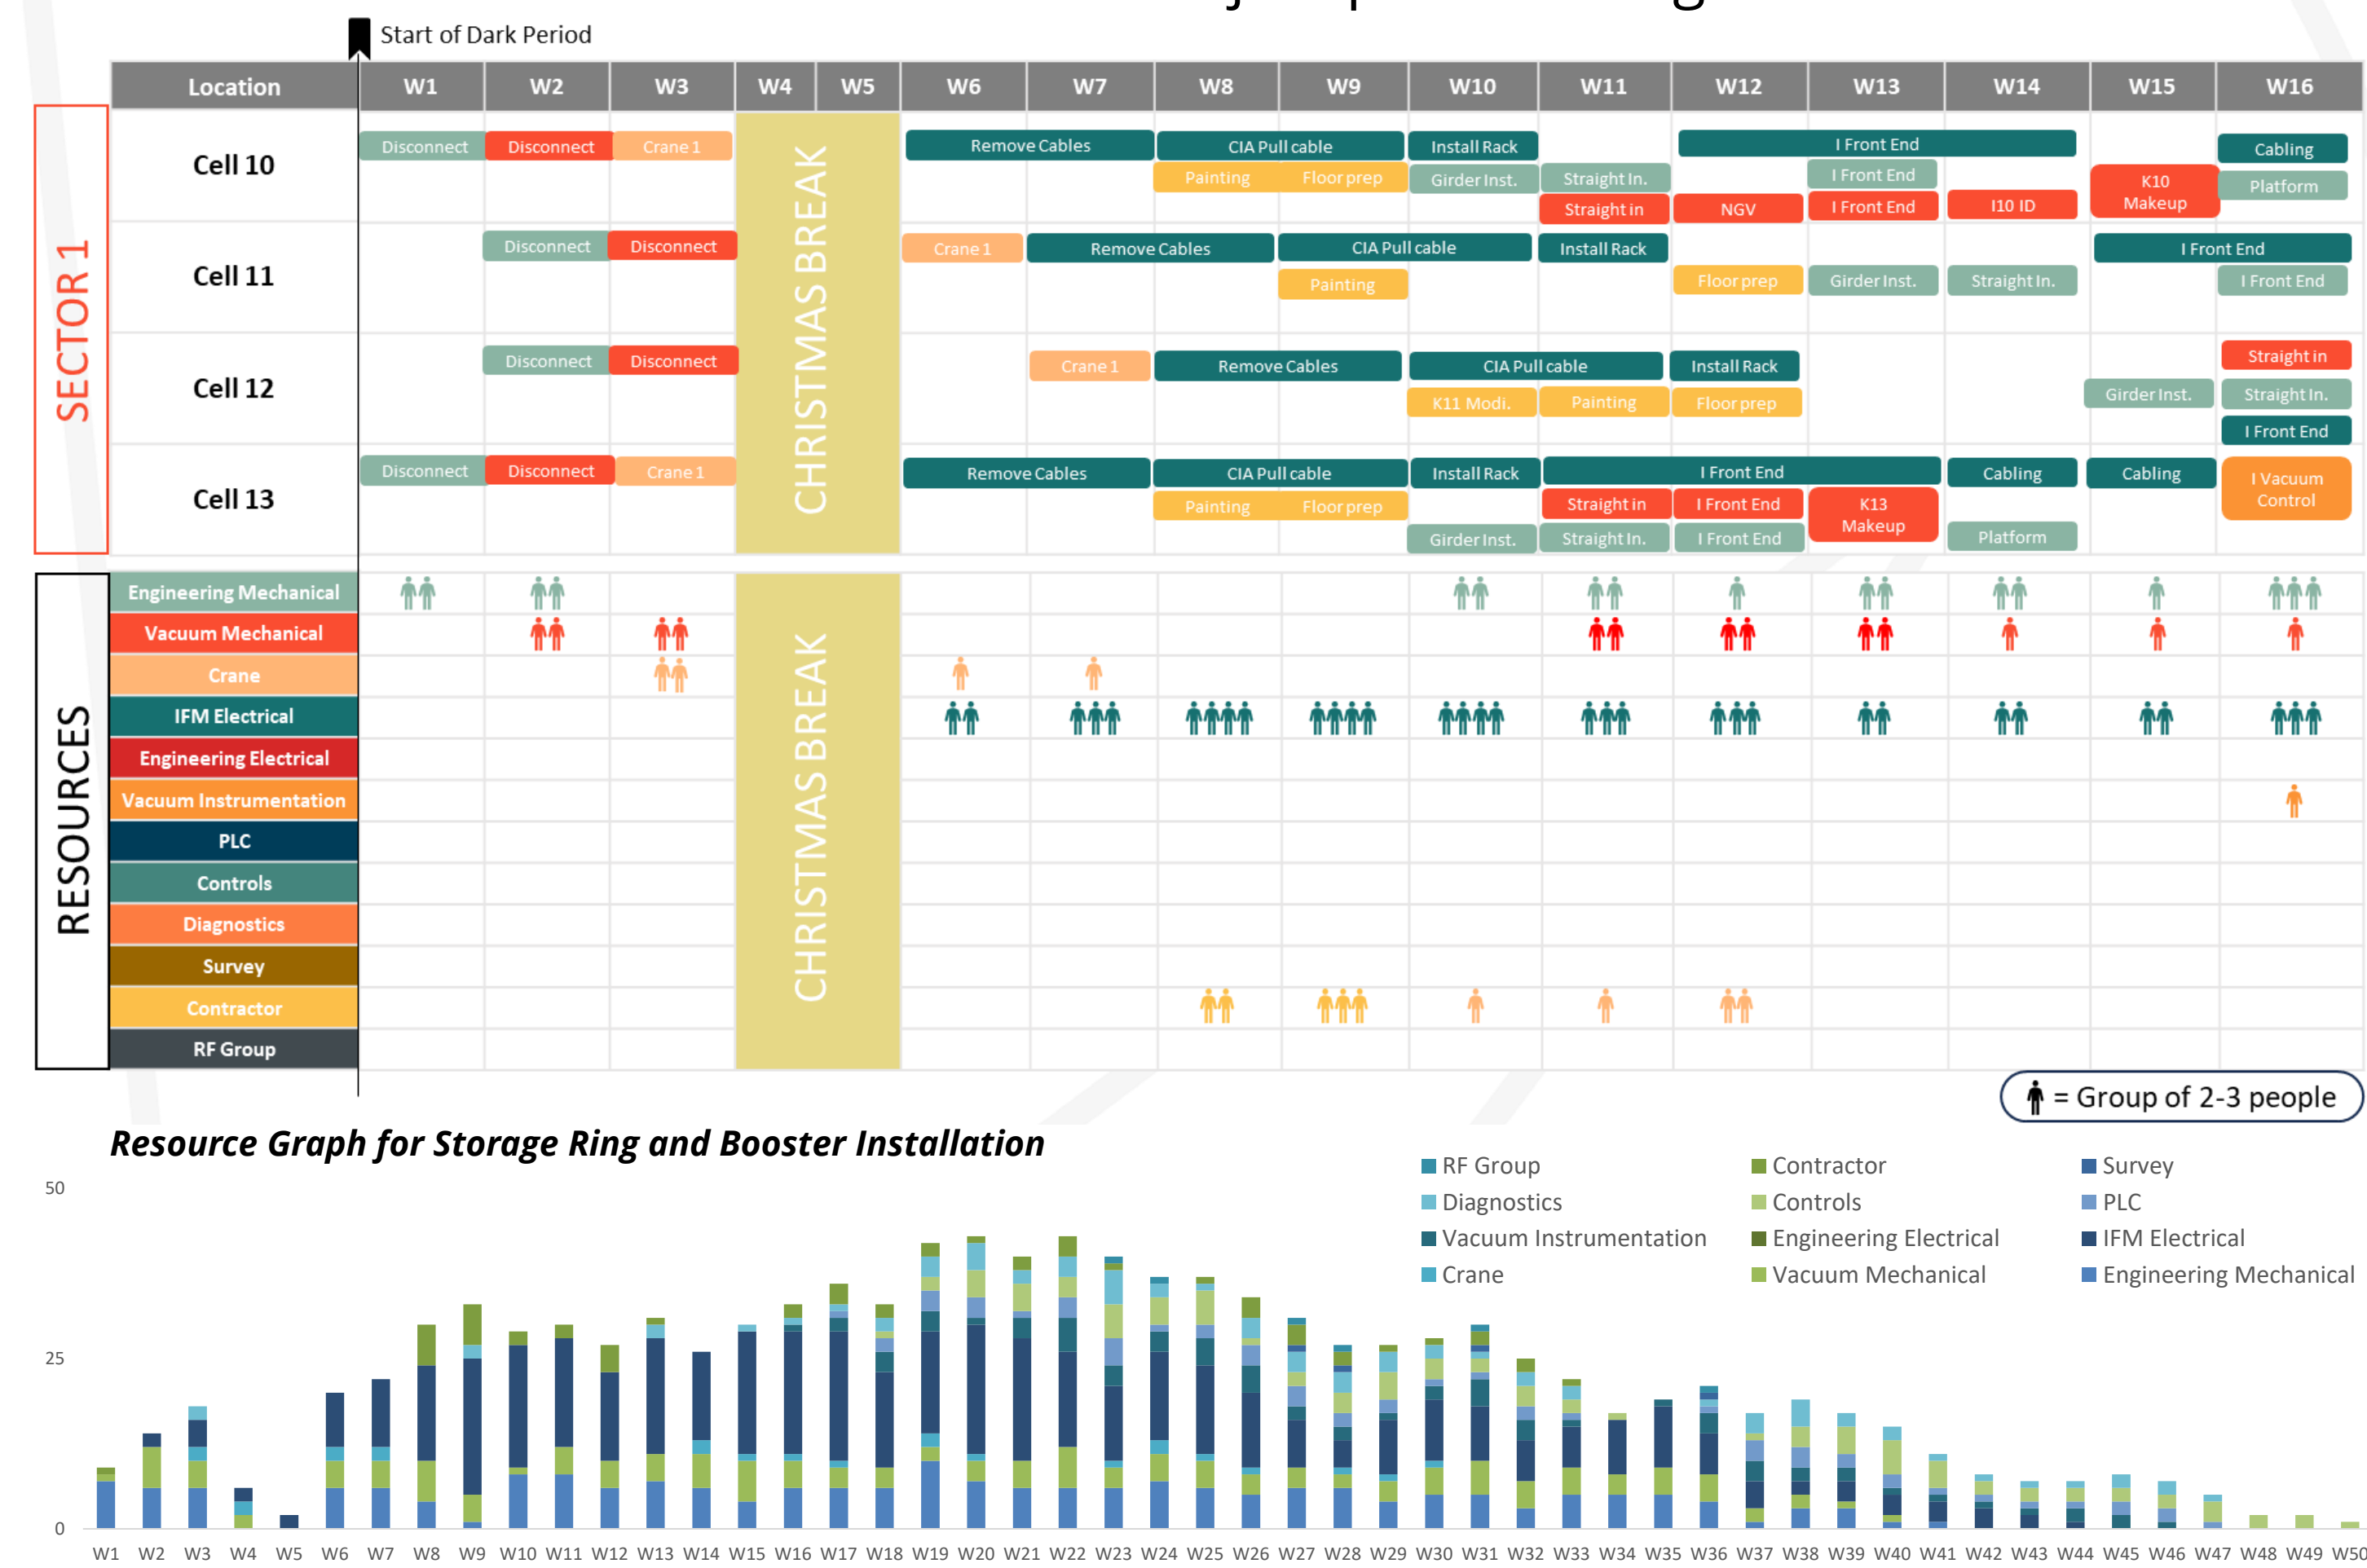 Start of Dark Period
Location W1 W2 W3 W4 W5 W6 W7 W8 W9 W10 W11 W12 W13 W14 W15 W16
SECTOR 1
CHRISTMAS BREAK
Cell 10
Disconnect Disconnect Crane 1 Remove Cables CIA Pull cable Install Rack I Front End Cabling
Painting Floor prep Girder Inst. Straight In. I Front End K10 Makeup Platform
Straight in NGV I Front End I10 ID
Cell 11
Disconnect Disconnect Crane 1 Remove Cables CIA Pull cable Install Rack I Front End
Painting Floor prep Girder Inst. Straight In. I Front End
Cell 12
Disconnect Disconnect Crane 1 Remove Cables CIA Pull cable Install Rack Straight in
K11 Modi. Painting Floor prep Girder Inst. Straight In.
I Front End
Cell 13
Disconnect Disconnect Crane 1 Remove Cables CIA Pull cable Install Rack I Front End Cabling Cabling I Vacuum Control
Painting Floor prep Straight in I Front End K13 Makeup
Girder Inst. Straight In. I Front End Platform
RESOURCES
CHRISTMAS BREAK
Engineering Mechanical
Vacuum Mechanical
Crane
IFM Electrical
Engineering Electrical
Vacuum Instrumentation
PLC
Controls
Diagnostics
Survey
Contractor
RF Group
= Group of 2-3 people
Resource Graph for Storage Ring and Booster Installation
RF Group Contractor Survey
Diagnostics Controls PLC
Vacuum Instrumentation Engineering Electrical IFM Electrical
Crane Vacuum Mechanical Engineering Mechanical
50
25
0
W1 W2 W3 W4 W5 W6 W7 W8 W9 W10 W11 W12 W13 W14 W15 W16 W17 W18 W19 W20 W21 W22 W23 W24 W25 W26 W27 W28 W29 W30 W31 W32 W33 W34 W35 W36 W37 W38 W39 W40 W41 W42 W43 W44 W45 W46 W47 W48 W49 W50